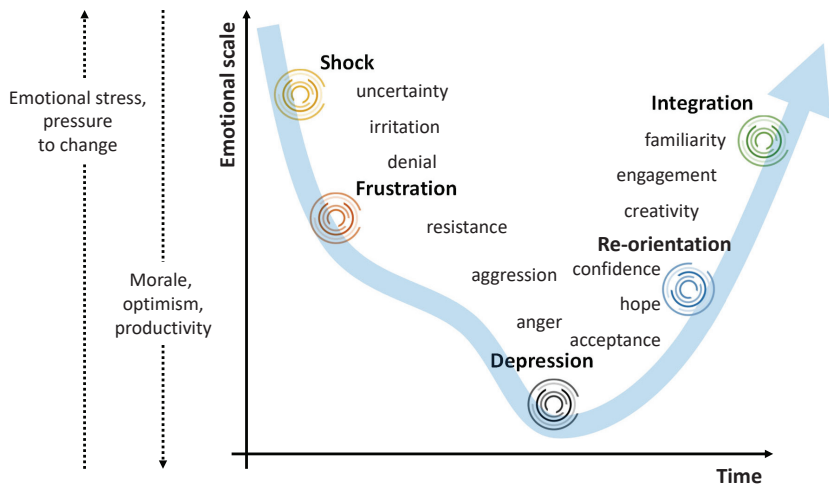 Emotional stress,
pressure
to change
Morale,
optimism,
productivity
Emotional scale
Shock
uncertainty
irritation
denial
Frustration
resistance
aggression
anger
Depression
Integration
familiarity
engagement
creativity
Re-orientation
confidence
hope
acceptance
Time